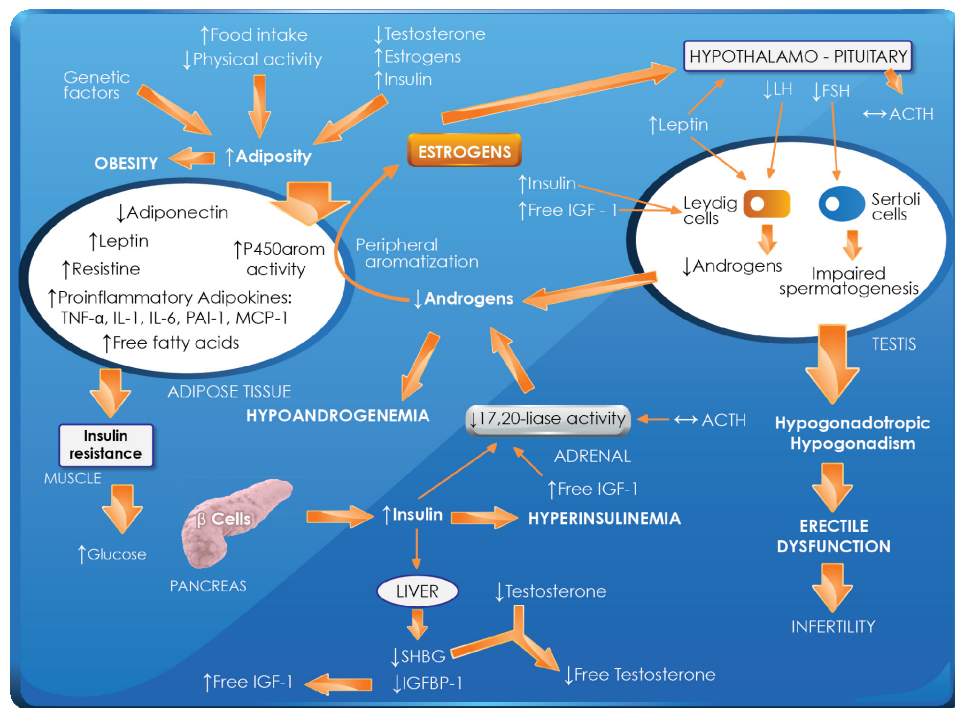 ↑Food intake
↓Physical activity
Genetic
factors
↓Testosterone
↑Estrogens
↑Insulin
OBESITY
↑Adiposity
ESTROGENS
HYPOTHALAMO - PITUITARY
↓LH
↓FSH
↔ACTH
↑Leptin
↑Insulin
↑Free IGF - 1
Leydig
cells
Sertoli
cells
↓Androgens
Impaired
spermatogenesis
TESTIS
↓Adiponectin
↑Leptin
↑Resistine
↑P450arom
activity
↑Proinflammatory Adipokines:
TNF-α, IL-1, IL-6, PAI-1, MCP-1
↑Free fatty acids
ADIPOSE TISSUE
Peripheral
aromatization
↓Androgens
HYPOANDROGENEMIA
↓17,20-liase activity
↔ACTH
ADRENAL
↑Free IGF-1
Hypogonadotropic
Hypogonadism
ERECTILE
DYSFUNCTION
INFERTILITY
Insulin
resistance
MUSCLE
↑Glucose
β Cells
PANCREAS
↑Insulin
HYPERINSULINEMIA
LIVER
↓SHBG
↓IGFBP-1
↑Free IGF-1
↓Testosterone
↓Free Testosterone